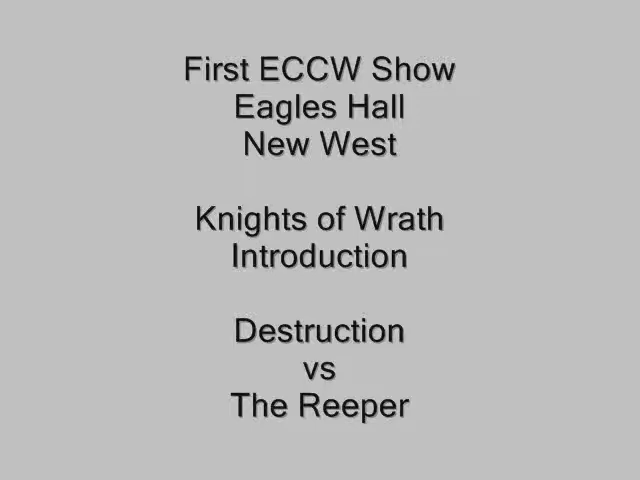 First ECCW Show
Eagles Hall
New West
Knights of Wrath
Introduction
Destruction
vs
The Reeper